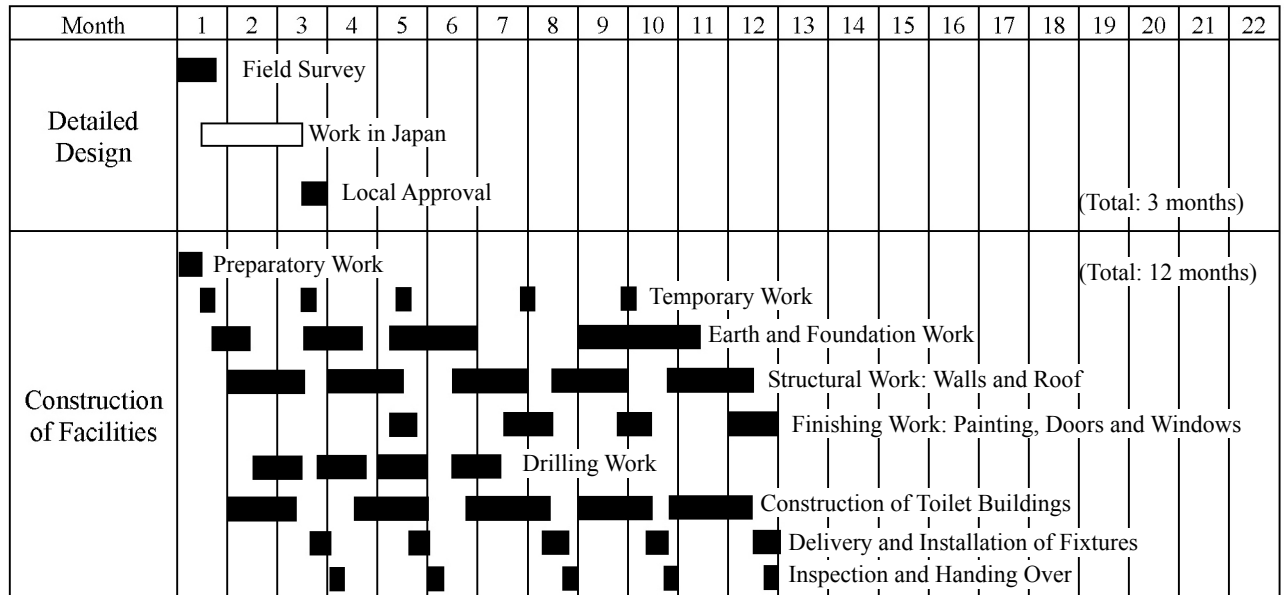 Month 1 2 3 4 5 6 7 8 9 10 11 12 13 14 15 16 17 18 19 20 21 22
Detailed
Design
Field Survey
Work in Japan
Local Approval
(Total: 3 months)
Construction
of Facilities
Preparatory Work
(Total: 12 months)
Temporary Work
Earth and Foundation Work
Structural Work: Walls and Roof
Finishing Work: Painting, Doors and Windows
Drilling Work
Construction of Toilet Buildings
Delivery and Installation of Fixtures
Inspection and Handing Over